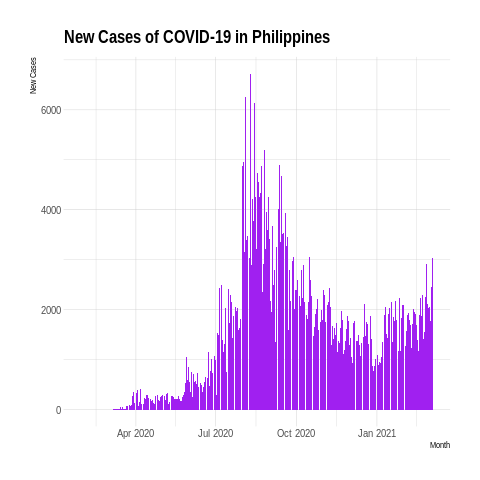 New Cases of COVID-19 in Philippines
New Cases
6000
4000
2000
0
Apr 2020 Jul 2020 Oct 2020 Jan 2021
Month